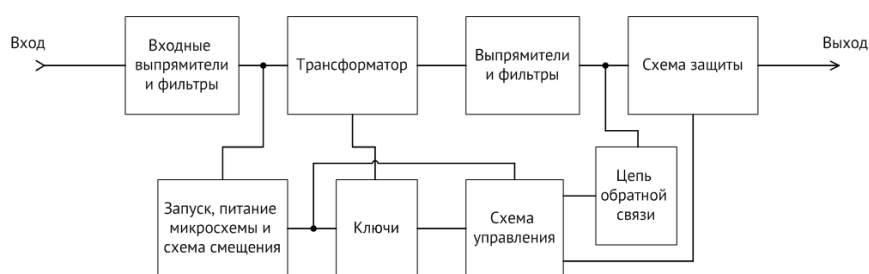 Вход
Входные
выпрямители
и фильтры
Трансформатор
Выпрямители
и фильтры
Схема защиты
Выход
Запуск, питание
микросхемы и
схема смещения
Ключи
Схема
управления
Цепь
обратной
связи